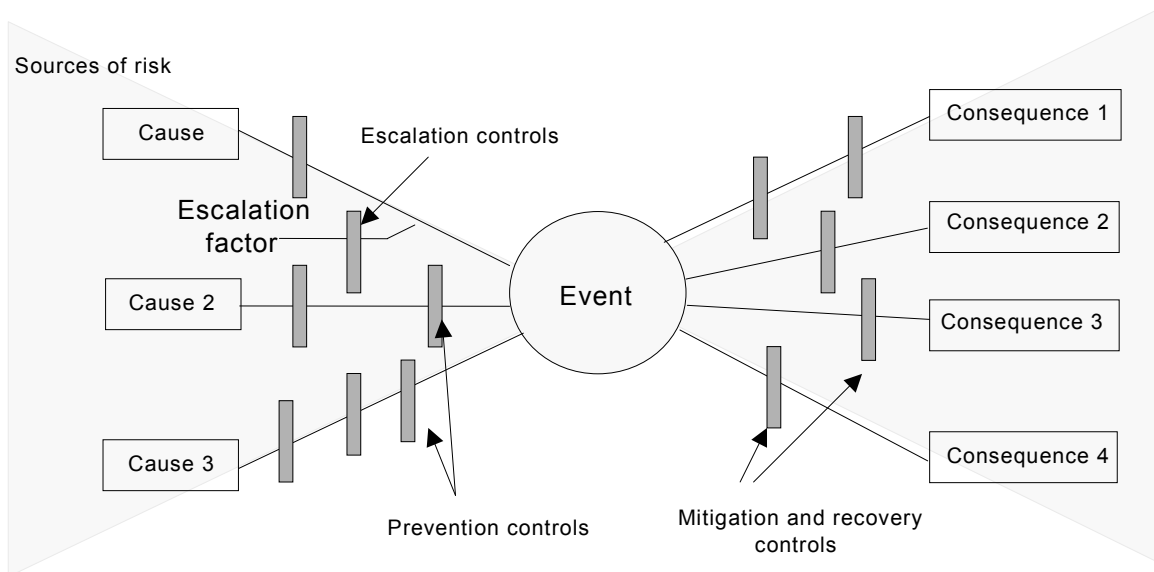 Sources of risk
Cause
Escalation controls
Escalation
factor
Cause 2
Cause 3
Prevention controls
Event
Consequence 1
Consequence 2
Consequence 3
Consequence 4
Mitigation and recovery
controls